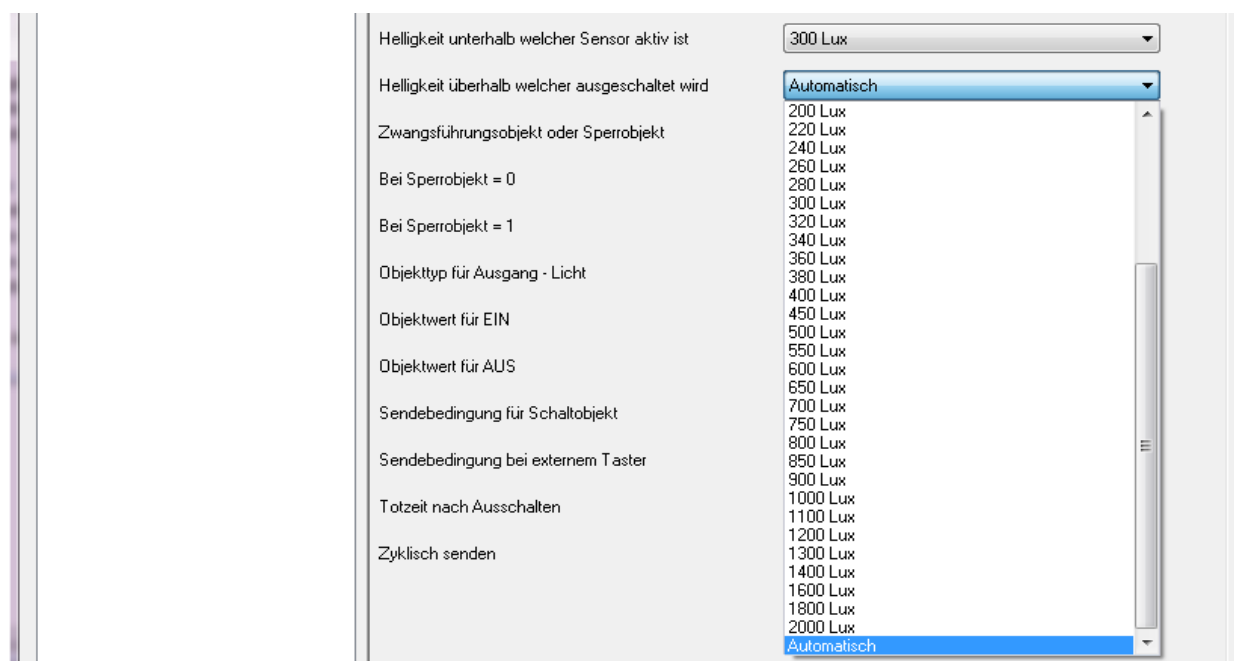 Helligkeit unterhalb welcher Sensor aktiv ist
300 Lux
Helligkeit überhalb welcher ausgeschaltet wird
Automatisch
Zwangsführungsobjekt oder Sperrobjekt
Bei Sperrobjekt = 0
Bei Sperrobjekt = 1
Objekttyp für Ausgang - Licht
Objektwert für EIN
Objektwert für AUS
Sendebedingung für Schaltobjekt
Sendebedingung bei externem Taster
Totzeit nach Ausschalten
Zyklisch senden
200 Lux
220 Lux
240 Lux
260 Lux
280 Lux
300 Lux
320 Lux
340 Lux
360 Lux
380 Lux
400 Lux
450 Lux
500 Lux
550 Lux
600 Lux
650 Lux
700 Lux
750 Lux
800 Lux
850 Lux
900 Lux
1000 Lux
1100 Lux
1200 Lux
1300 Lux
1400 Lux
1600 Lux
1800 Lux
2000 Lux
Automatisch